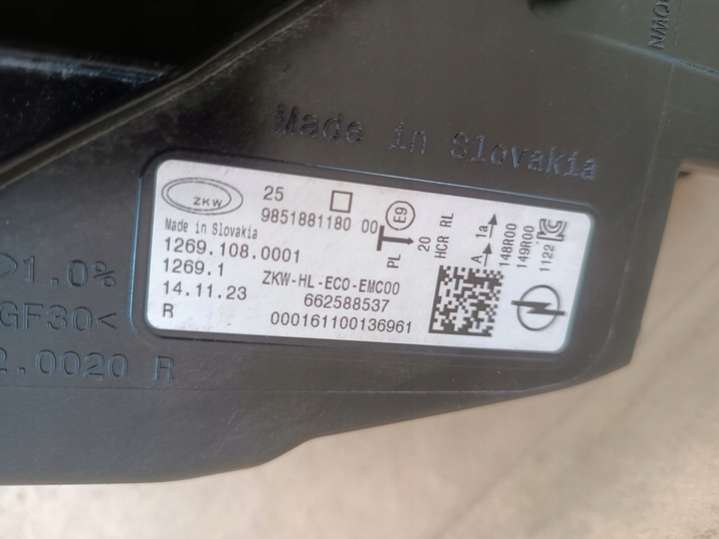 Made in Slovakia
ZKW
25
9851881180 00
E9
Made in Slovakia
1269.108.0001
1269.1
ZKW-HL-ECO-EMC00
14.11.23
662588537
R
000161100136961
PL
20
HCR RL
A
1a
148R00
149R00
1122
>1.0%
GF30<
2.0020 R